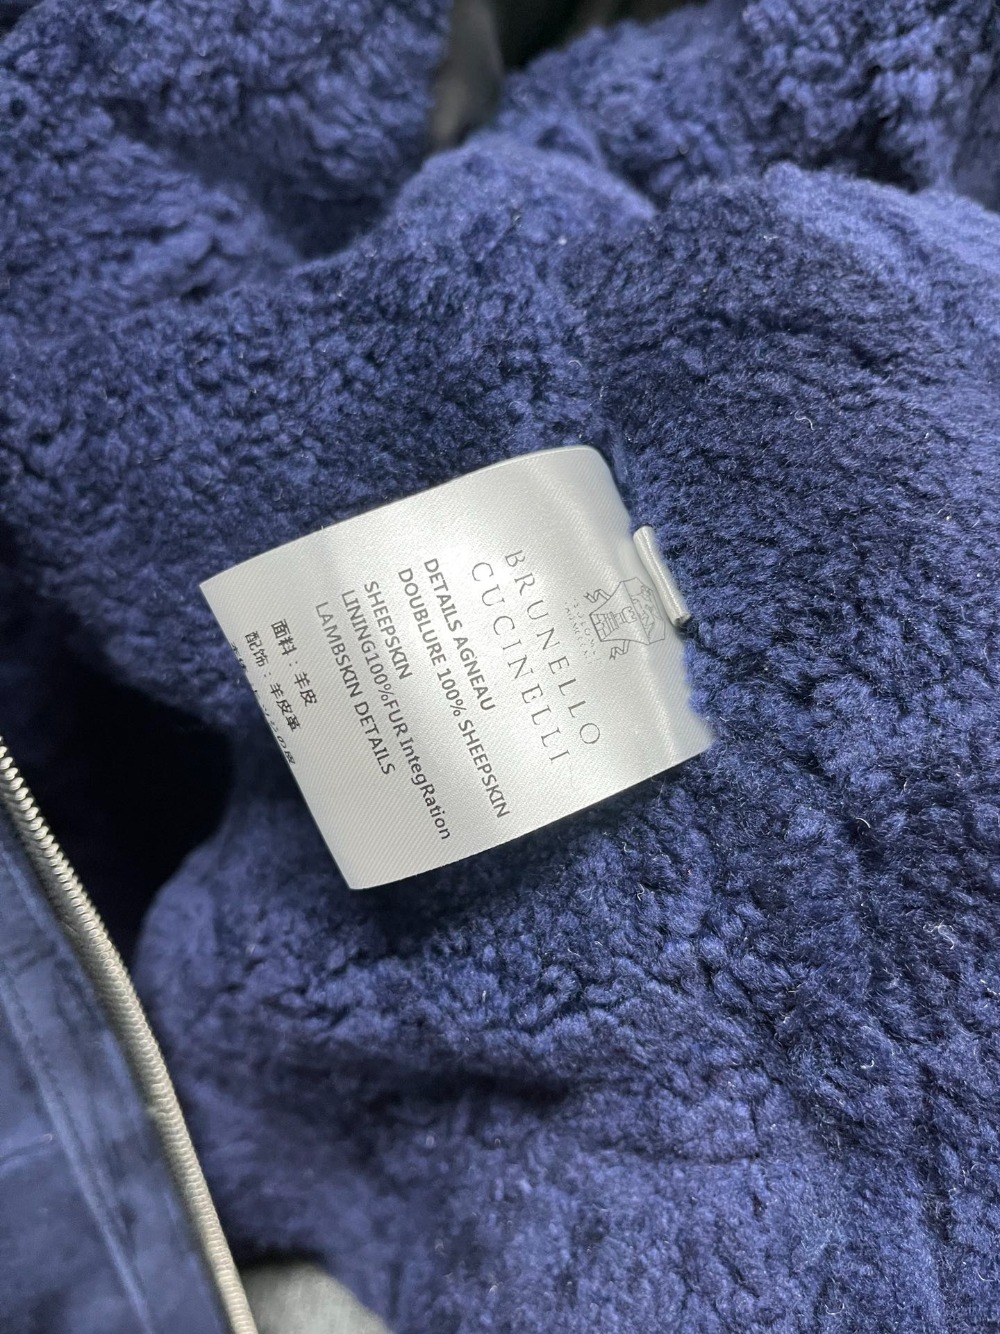 BRUNELLO
CUCINELLI
DETAILS AGNEAU
DOUBLURE 100% SHEEPSKIN
SHEEPSKIN
LINING100%FUR IntegRation
LAMBSKIN DETAILS
面料：羊皮
配饰：羊皮革